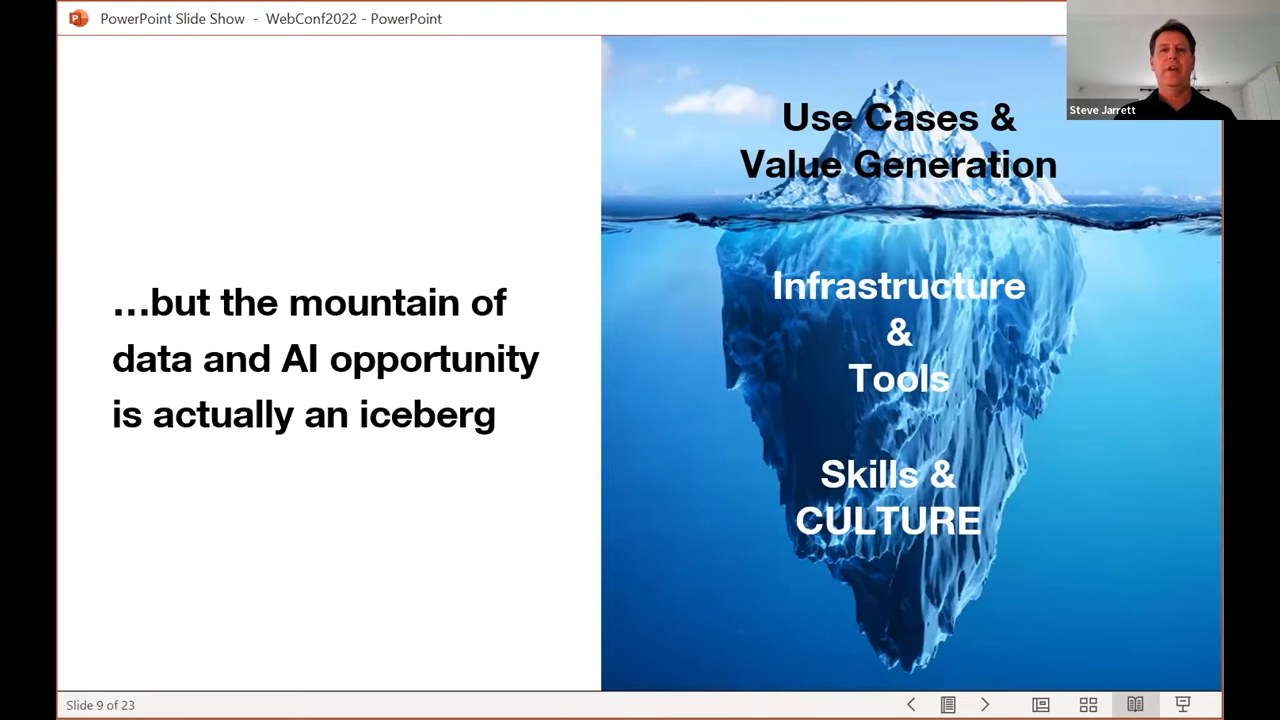 PowerPoint Slide Show - WebConf2022 - PowerPoint
Steve Jarrett
…but the mountain of
data and AI opportunity
is actually an iceberg
Use Cases &
Value Generation
Infrastructure
&
Tools
Skills &
CULTURE
Slide 9 of 23